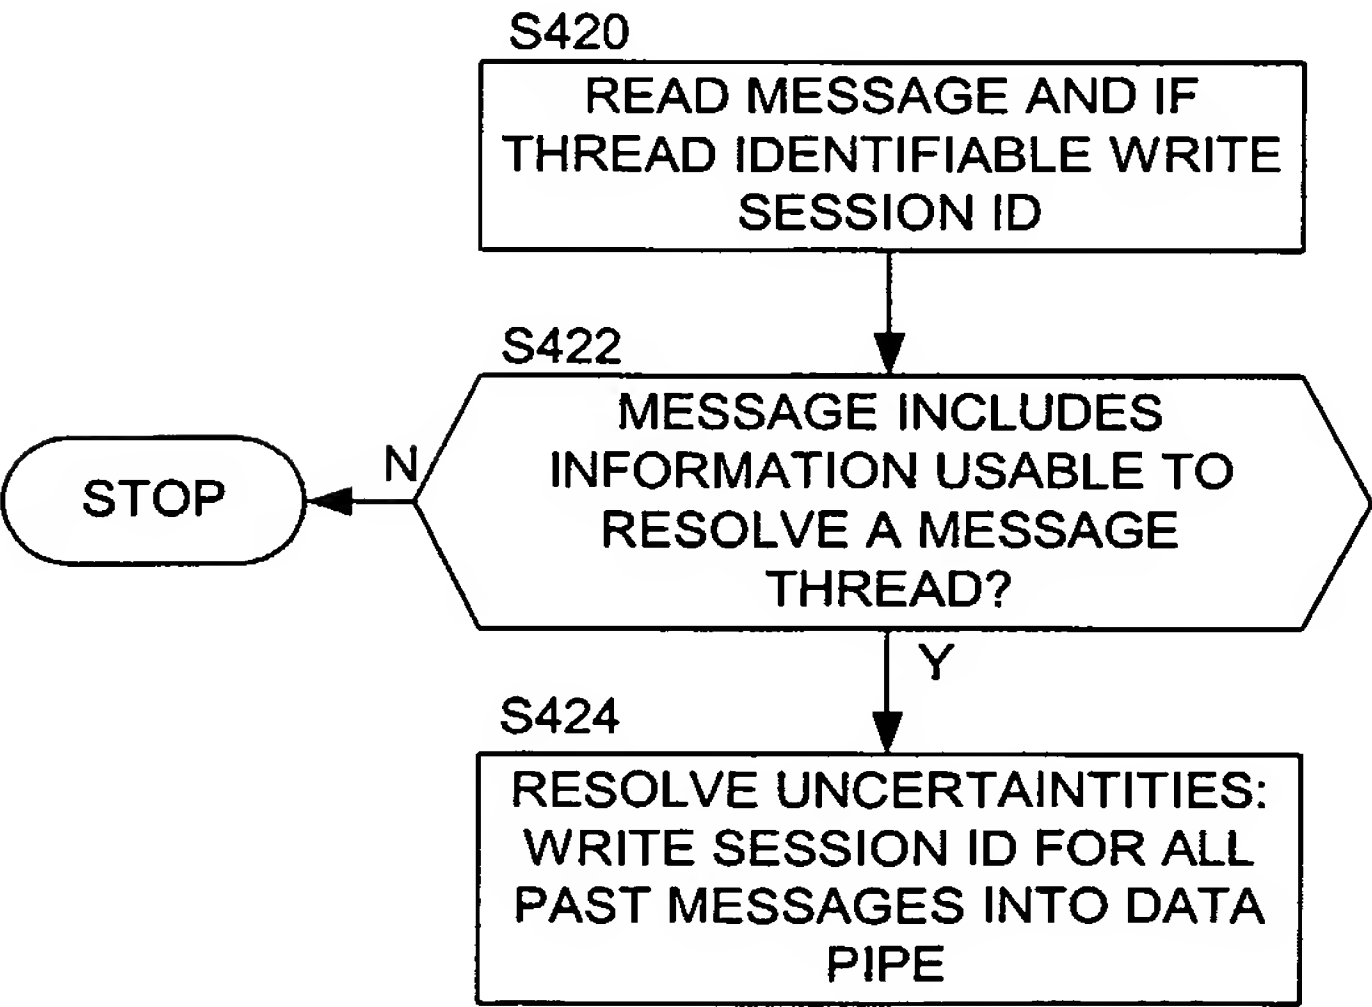 S420
READ MESSAGE AND IF
THREAD IDENTIFIABLE WRITE
SESSION ID
S422
MESSAGE INCLUDES
INFORMATION USABLE TO
RESOLVE A MESSAGE
THREAD?
N
STOP
Y
S424
RESOLVE UNCERTAINTITIES:
WRITE SESSION ID FOR ALL
PAST MESSAGES INTO DATA
PIPE